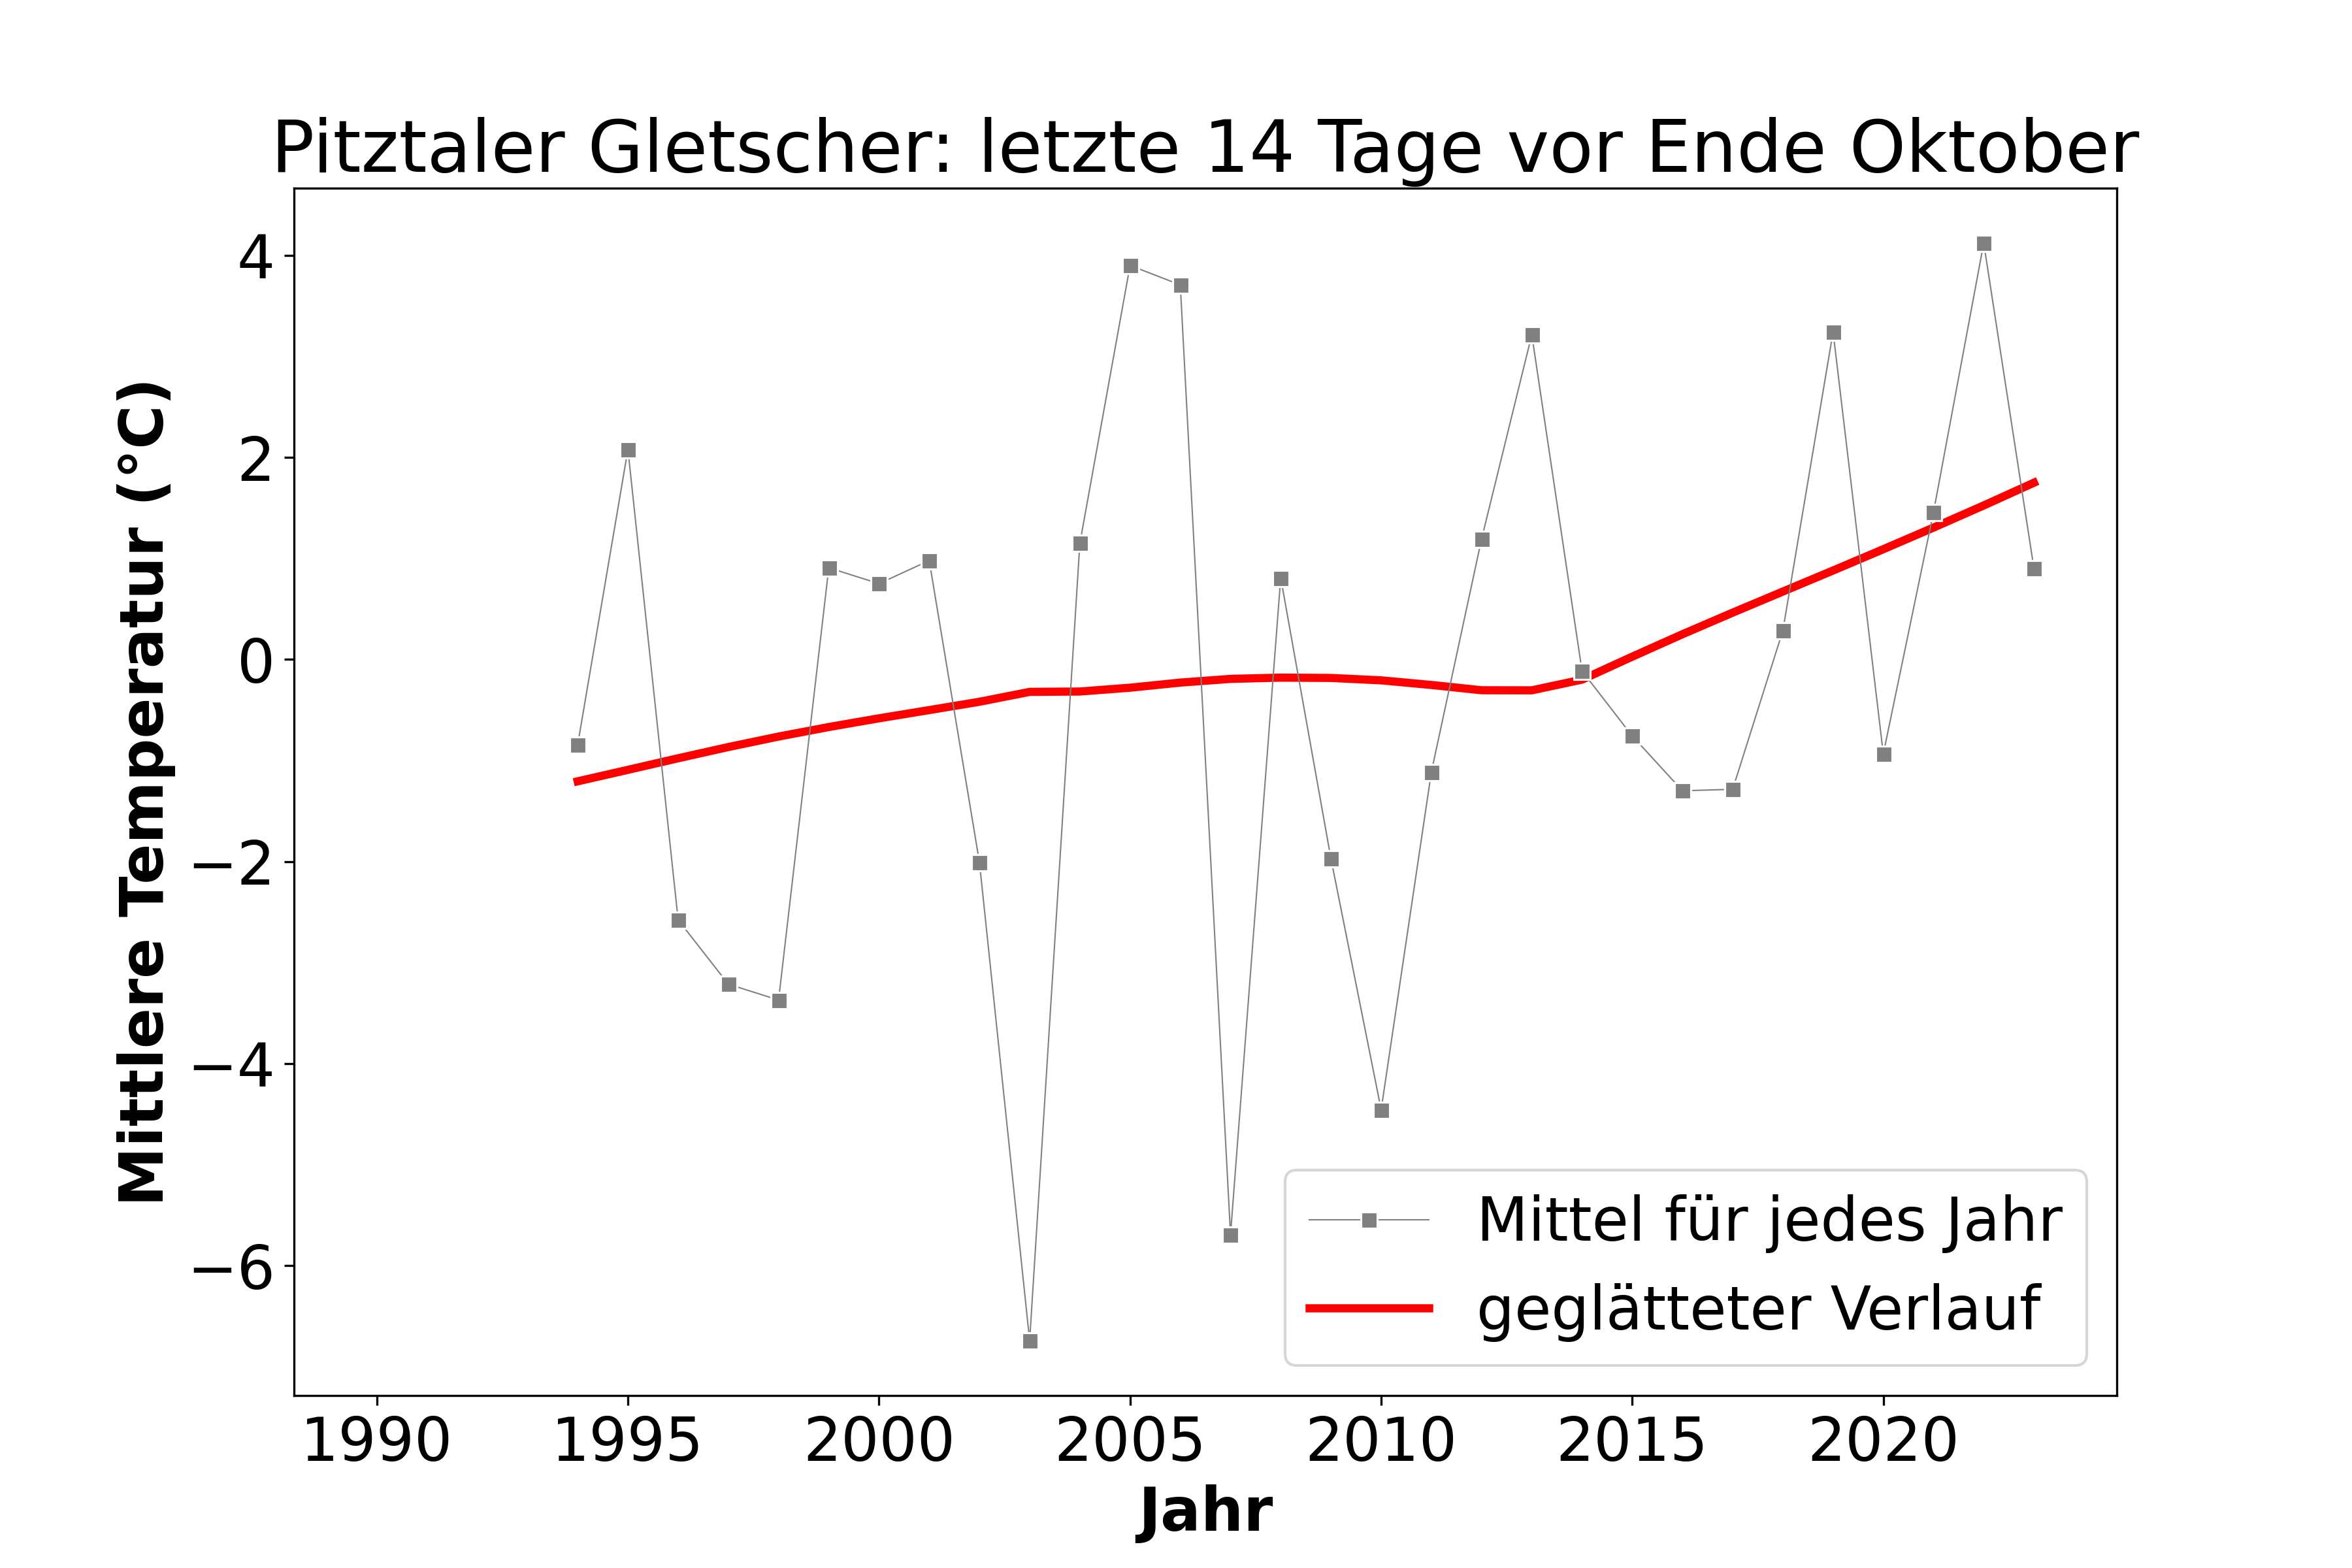 Pitztaler Gletscher: letzte 14 Tage vor Ende Oktober
Mittlere Temperatur (°C)
4
2
0
−2
−4
−6
Mittel für jedes Jahr
geglätteter Verlauf
1990 1995 2000 2005 2010 2015 2020
Jahr